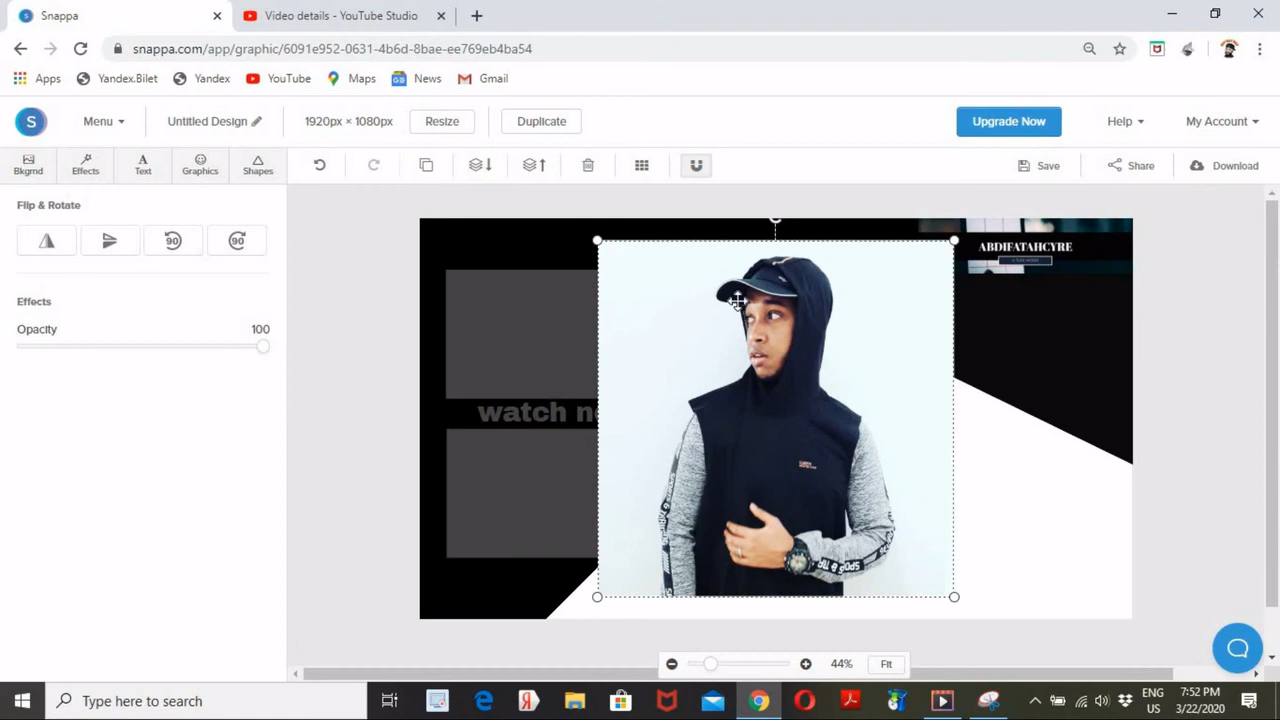 Snappa
Video details - YouTube Studio
snappa.com/app/graphic/6091e952-0631-4b6d-8bae-ee769eb4ba54
Apps
Yandex.Bilet
Yandex
YouTube
Maps
News
Gmail
S
Menu
Untitled Design
1920px × 1080px
Resize
Duplicate
Upgrade Now
Help
My Account
Bkgrnd
Effects
Text
Graphics
Shapes
Save
Share
Download
Flip & Rotate
90
90
Effects
Opacity
100
ABDIFATAHCYRE
watch
44%
Fit
Type here to search
ENG
US
7:52 PM
3/22/2020